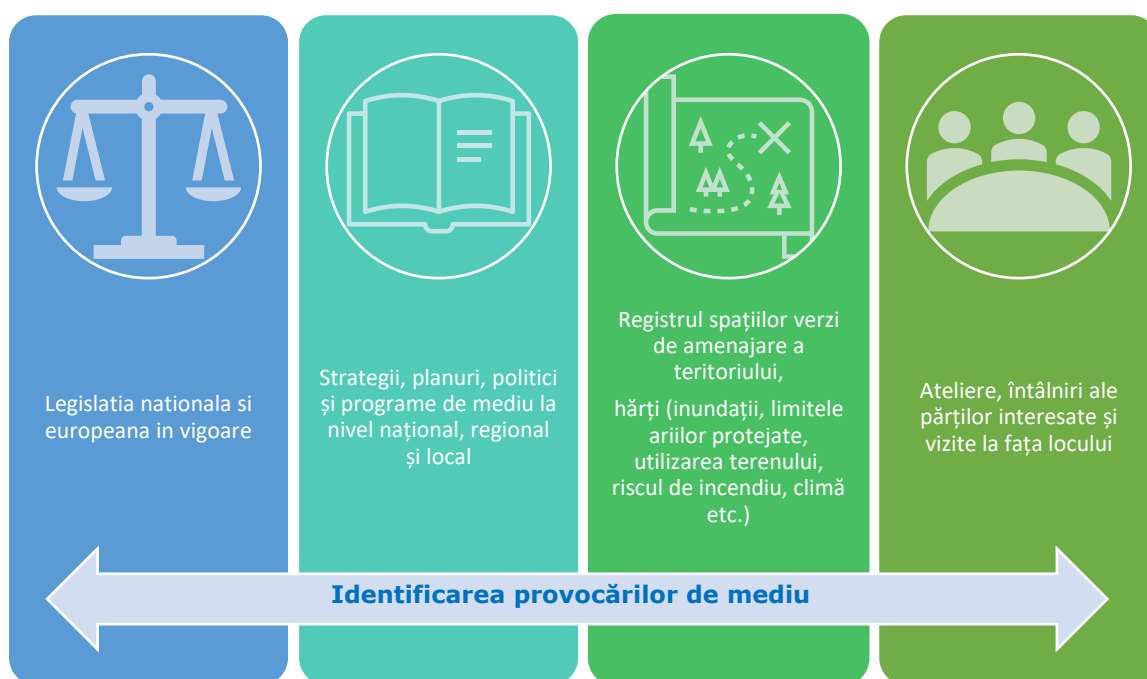 Legislatia nationala si
europeana in vigoare
Strategii, planuri, politici
și programe de mediu la
nivel național, regional
și local
Registrul spațiilor verzi
de amenajare a
teritoriului,
hărți (inundații, limitele
ariilor protejate,
utilizarea terenului,
riscul de incendiu, climă
etc.)
Ateliere, întâlniri ale
părților interesate și
vizite la fața locului
Identificarea provocărilor de mediu